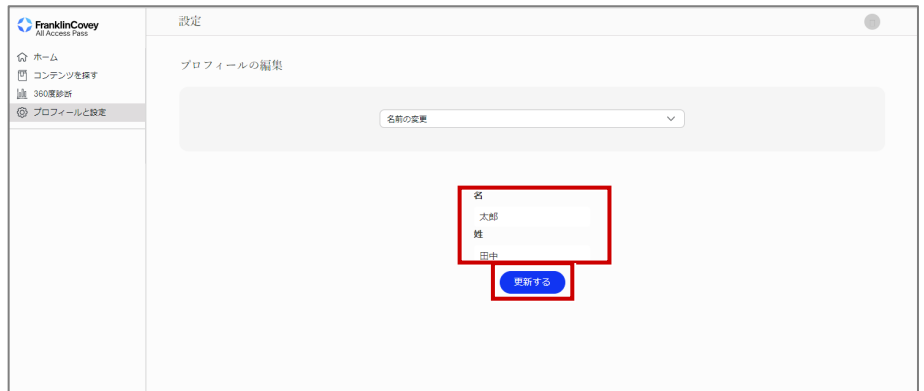 FranklinCovey
All Access Pass
ホーム
コンテンツを探す
360度診断
プロフィールと設定
設定
プロフィールの編集
名前の変更
名
太郎
姓
田中
更新する